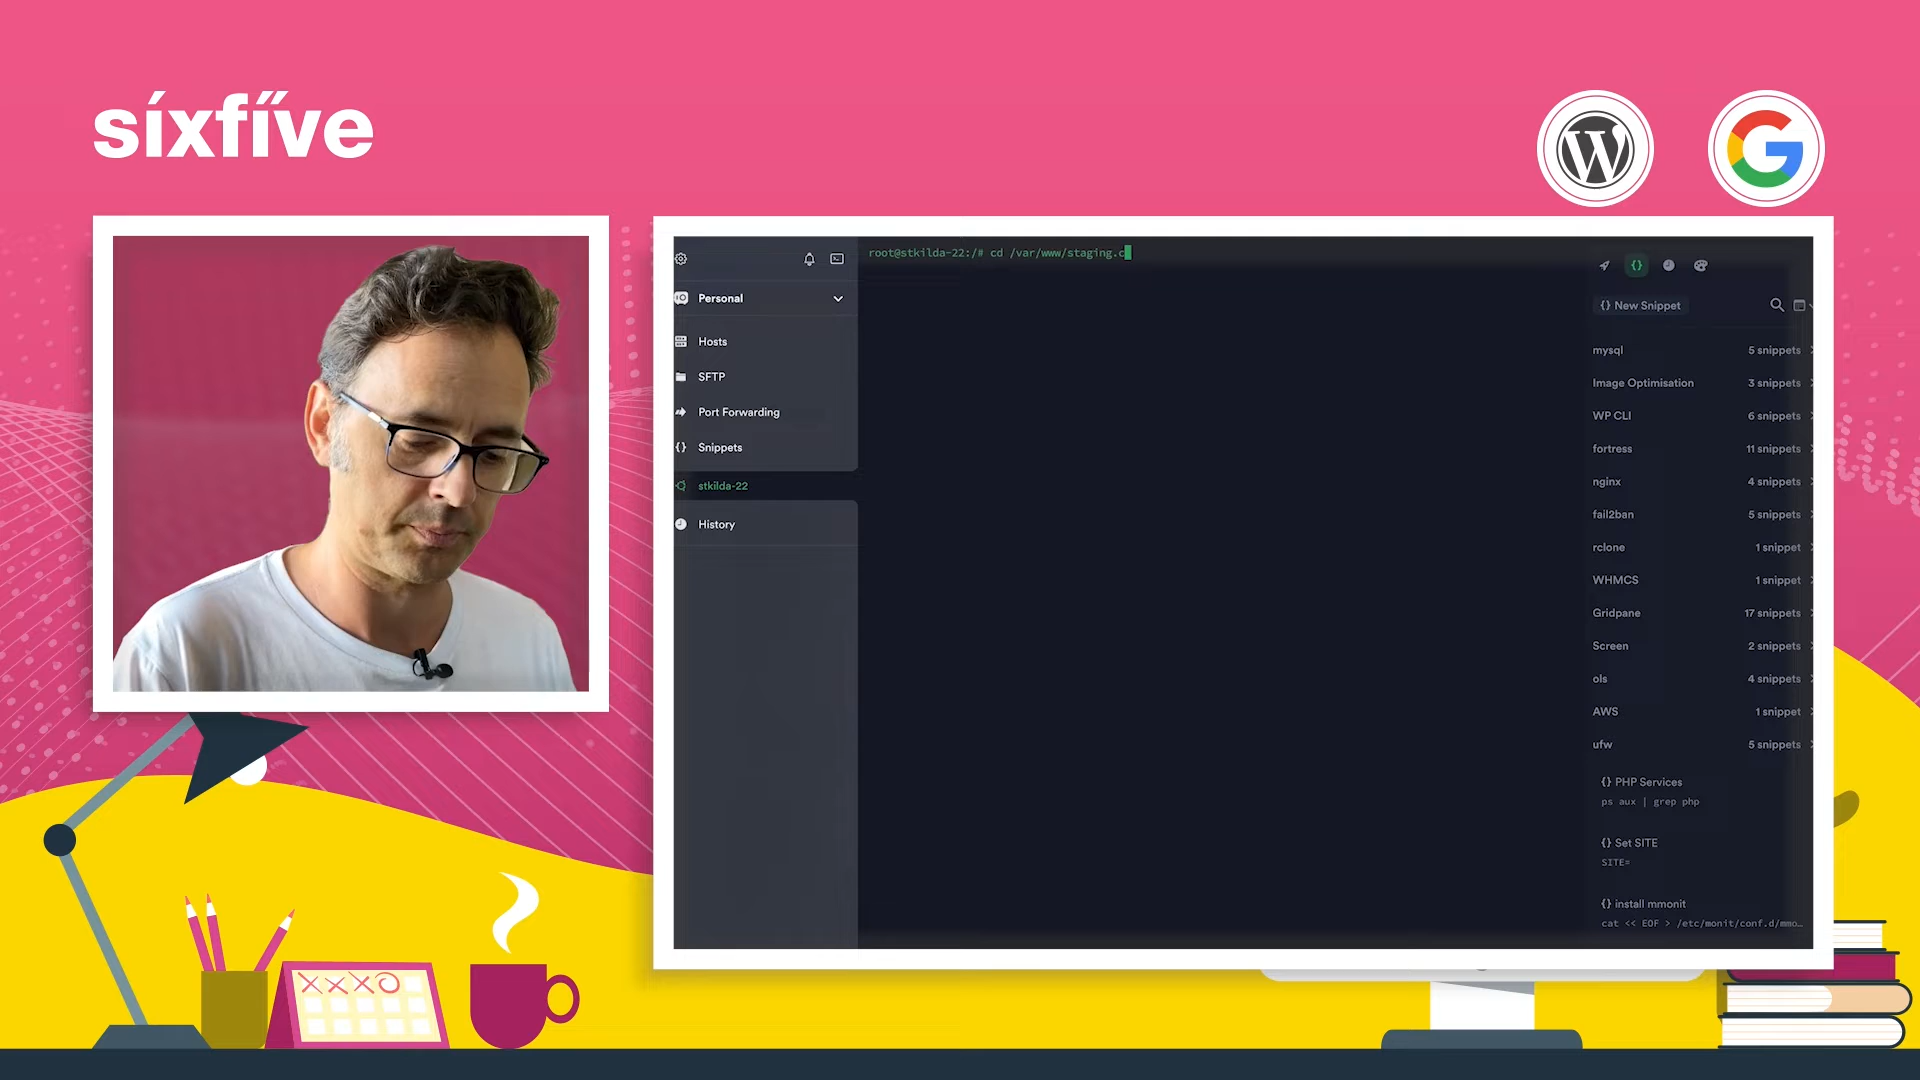 síxfív̋e
Personal
Hosts
SFTP
Port Forwarding
Snippets
stkilda-22
History
root@stkilda-22:/# cd /var/www/staging.c
{} New Snippet
mysql 5 snippets
Image Optimisation 3 snippets
WP CLI 6 snippets
fortress 11 snippets
nginx 4 snippets
fail2ban 5 snippets
rclone 1 snippet
WHMCS 1 snippet
Gridpane 17 snippets
Screen 2 snippets
ols 4 snippets
AWS 1 snippet
ufw 5 snippets
{} PHP Services
ps aux | grep php
{} Set SITE
SITE=
{} install mmonit
cat << EOF > /etc/monit/conf.d/mmo…